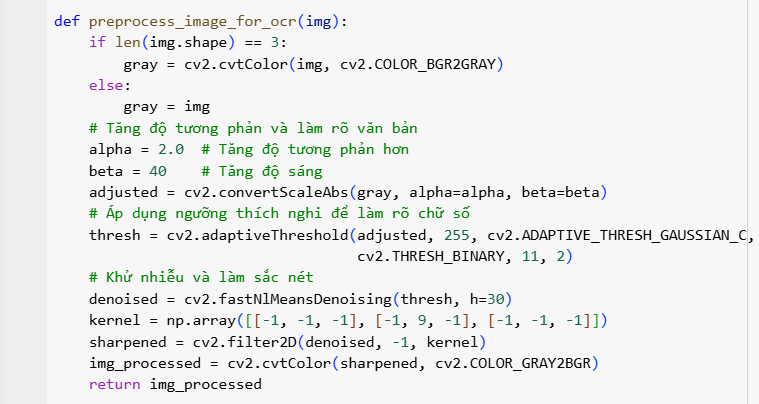 def preprocess_image_for_ocr(img):
    if len(img.shape) == 3:
        gray = cv2.cvtColor(img, cv2.COLOR_BGR2GRAY)
    else:
        gray = img
    # Tăng độ tương phản và làm rõ văn bản
    alpha = 2.0  # Tăng độ tương phản hơn
    beta = 40    # Tăng độ sáng
    adjusted = cv2.convertScaleAbs(gray, alpha=alpha, beta=beta)
    # Áp dụng ngưỡng thích nghi để làm rõ chữ số
    thresh = cv2.adaptiveThreshold(adjusted, 255, cv2.ADAPTIVE_THRESH_GAUSSIAN_C,
                                   cv2.THRESH_BINARY, 11, 2)
    # Khử nhiễu và làm sắc nét
    denoised = cv2.fastNlMeansDenoising(thresh, h=30)
    kernel = np.array([[-1, -1, -1], [-1, 9, -1], [-1, -1, -1]])
    sharpened = cv2.filter2D(denoised, -1, kernel)
    img_processed = cv2.cvtColor(sharpened, cv2.COLOR_GRAY2BGR)
    return img_processed